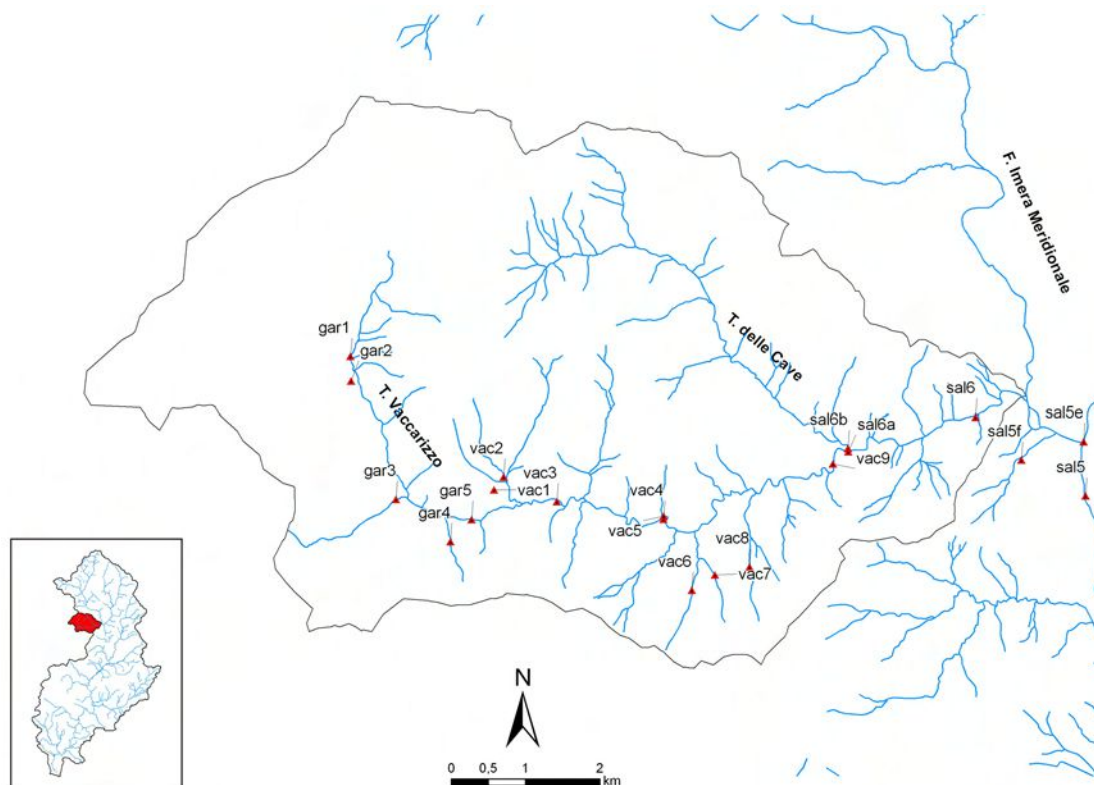 F. Imera Meridionale
gar1
gar2
T. delle Cave
T. Vaccarizzo
sal6
sal6b
sal6a
sal5e
sal5f
vac2
vac3
vac9
gar3
gar5
vac1
vac4
sal5
gar4
vac5
vac8
vac6
vac7
N
0 0,5 1 2
km